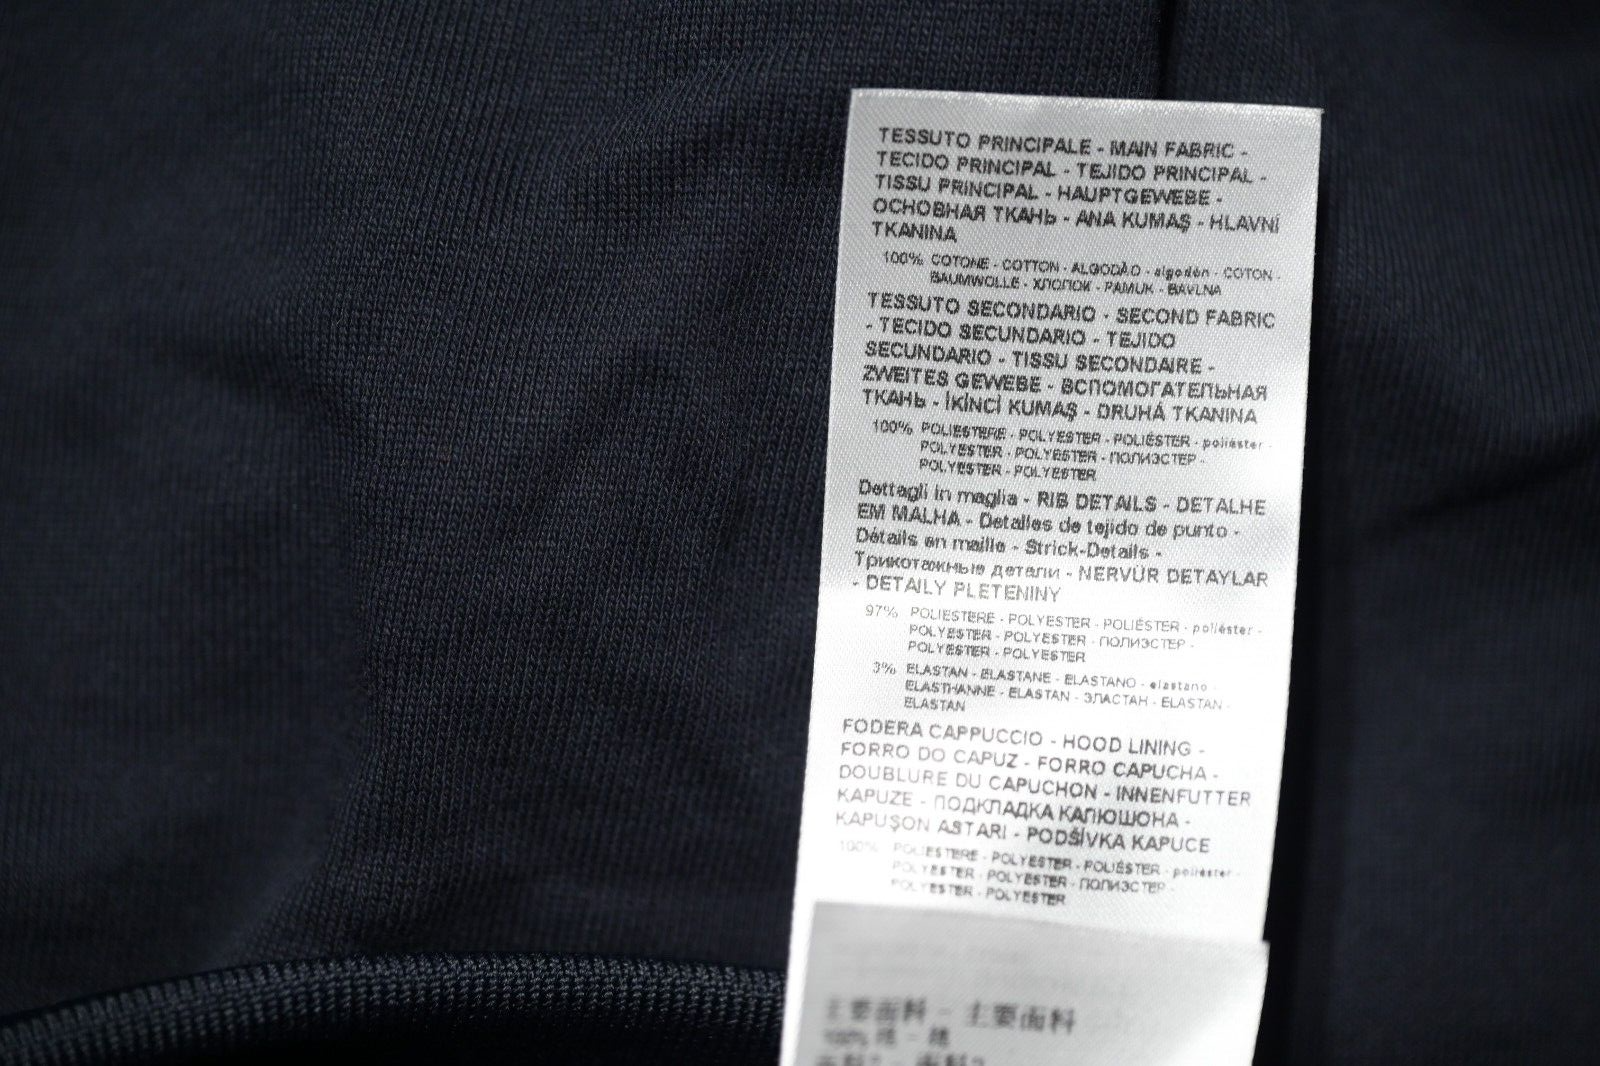 TESSUTO PRINCIPALE - MAIN FABRIC -
TECIDO PRINCIPAL - TEJIDO PRINCIPAL -
TISSU PRINCIPAL - HAUPTGEWEBE -
ОСНОВНАЯ ТКАНЬ - ANA KUMAŞ - HLAVNÍ
TKANINA
100% COTONE - COTTON - ALGODÃO - algodón - COTON -
BAUMWOLLE - ХЛОПОК - PAMUK - BAVLNA
TESSUTO SECONDARIO - SECOND FABRIC
- TECIDO SECUNDARIO - TEJIDO
SECUNDARIO - TISSU SECONDAIRE -
ZWEITES GEWEBE - ВСПОМОГАТЕЛЬНАЯ
ТКАНЬ - İKİNCİ KUMAŞ - DRUHÁ TKANINA
100% POLIESTERE - POLYESTER - POLIÉSTER - poliéster -
POLYESTER - POLYESTER - ПОЛИЭСТЕР -
POLYESTER - POLYESTER
Dettagli in maglia - RIB DETAILS - DETALHE
EM MALHA - Detalles de tejido de punto -
Détails en maille - Strick-Details -
Трикотажные детали - NERVÜR DETAYLAR
- DETAILY PLETENINY
97% POLIESTERE - POLYESTER - POLIÉSTER - poliéster -
POLYESTER - POLYESTER - ПОЛИЭСТЕР -
POLYESTER - POLYESTER
3% ELASTAN - ELASTANE - ELASTANO - elastano -
ELASTHANNE - ELASTAN - ЭЛАСТАН - ELASTAN -
ELASTAN
FODERA CAPPUCCIO - HOOD LINING -
FORRO DO CAPUZ - FORRO CAPUCHA -
DOUBLURE DU CAPUCHON - INNENFUTTER
KAPUZE - ПОДКЛАДКА КАПЮШОНА -
KAPUŞON ASTARI - PODŠÍVKA KAPUCE
100% POLIESTERE - POLYESTER - POLIÉSTER - poliéster -
POLYESTER - POLYESTER - ПОЛИЭСТЕР -
POLYESTER - POLYESTER
主要面料 - 主要面料
100% 棉 - 棉